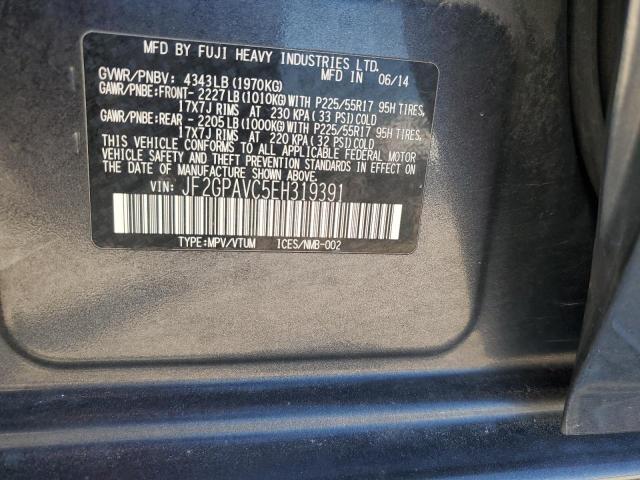 MFD BY FUJI HEAVY INDUSTRIES LTD.
GVWR/PNBV: 4343LB(1970KG) IN 06/14
GAWR/PNBE:FRONT- 2227LB(1010KG)WITH P225/55R17 95H TIRES,
17X7J RIMS AT 230 KPA(33 PSI)COLD
GAWR/PNBE:REAR - 2205LB(1000KG)WITH P225/55R17 95H TIRES,
17X7J RIMS AT 220 KPA(32 PSI)COLD
THIS VEHICLE CONFORMS TO ALL APPLICABLE FEDERAL MOTOR
VEHICLE SAFETY AND THEFT PREVENTION STANDARDS IN EFFECT ON
THE DATE OF MANUFACTURE SHOWN ABOVE.
VIN: JF2GPAVC5EH319391
TYPE:MPV/VTUM ICES/NMB-002